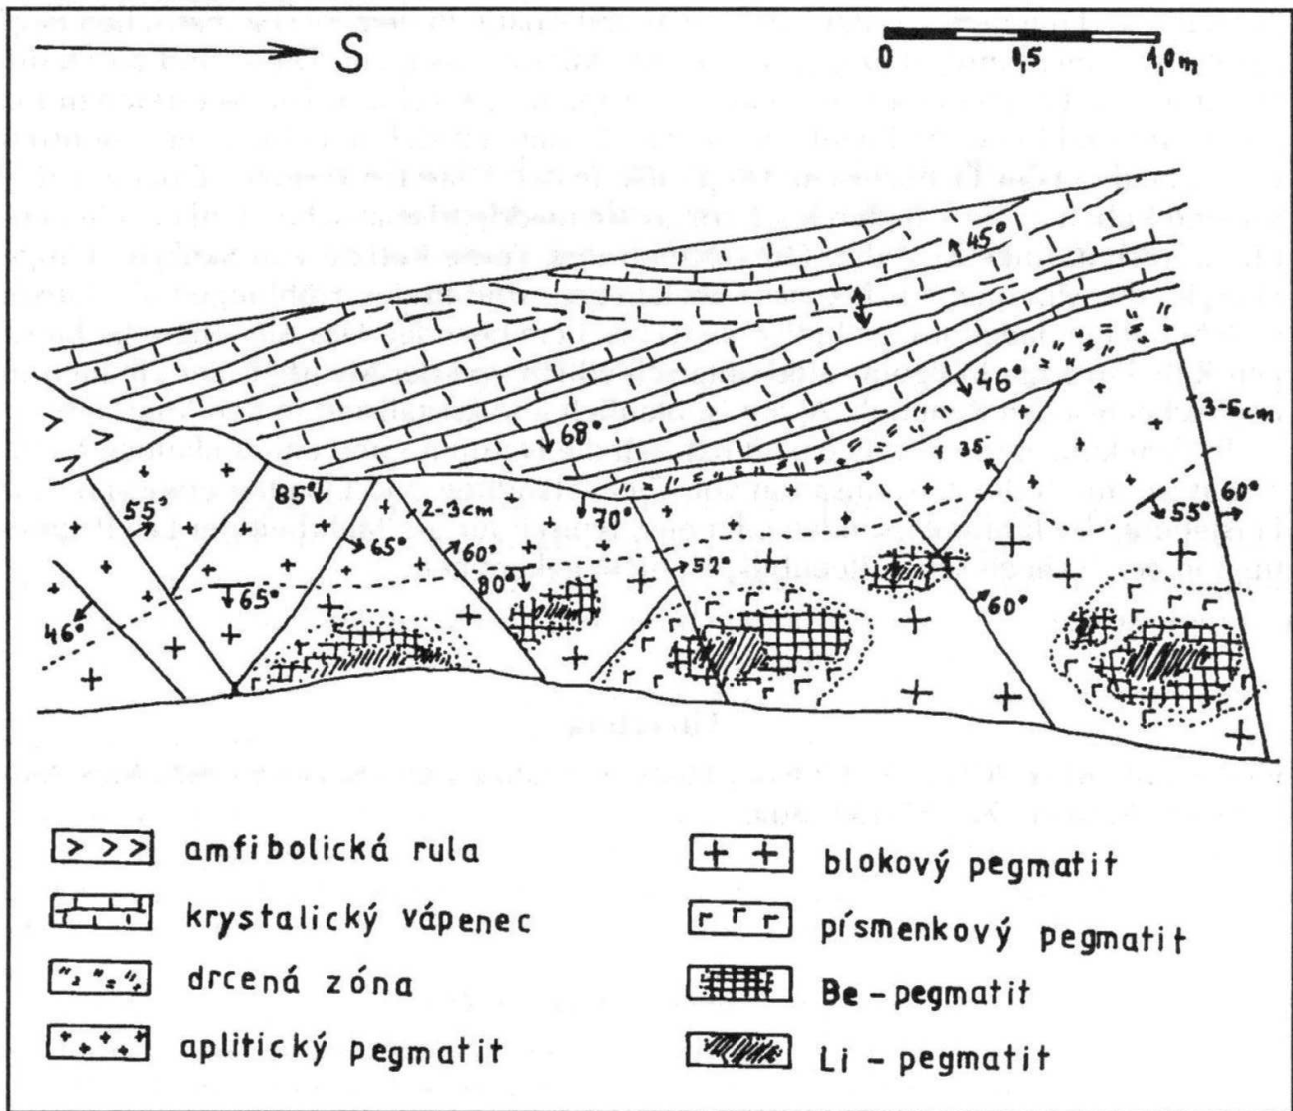 S
0 0,5 1,0m
45°
46°
3-5cm
68°
35°
85°
55°
2-3cm
70°
60°
55°
65°
60°
52°
80°
65°
60°
46°
amfibolická rula
blokový pegmatit
krystalický vápenec
písmenkový pegmatit
drcená zóna
Be - pegmatit
aplitický pegmatit
Li - pegmatit